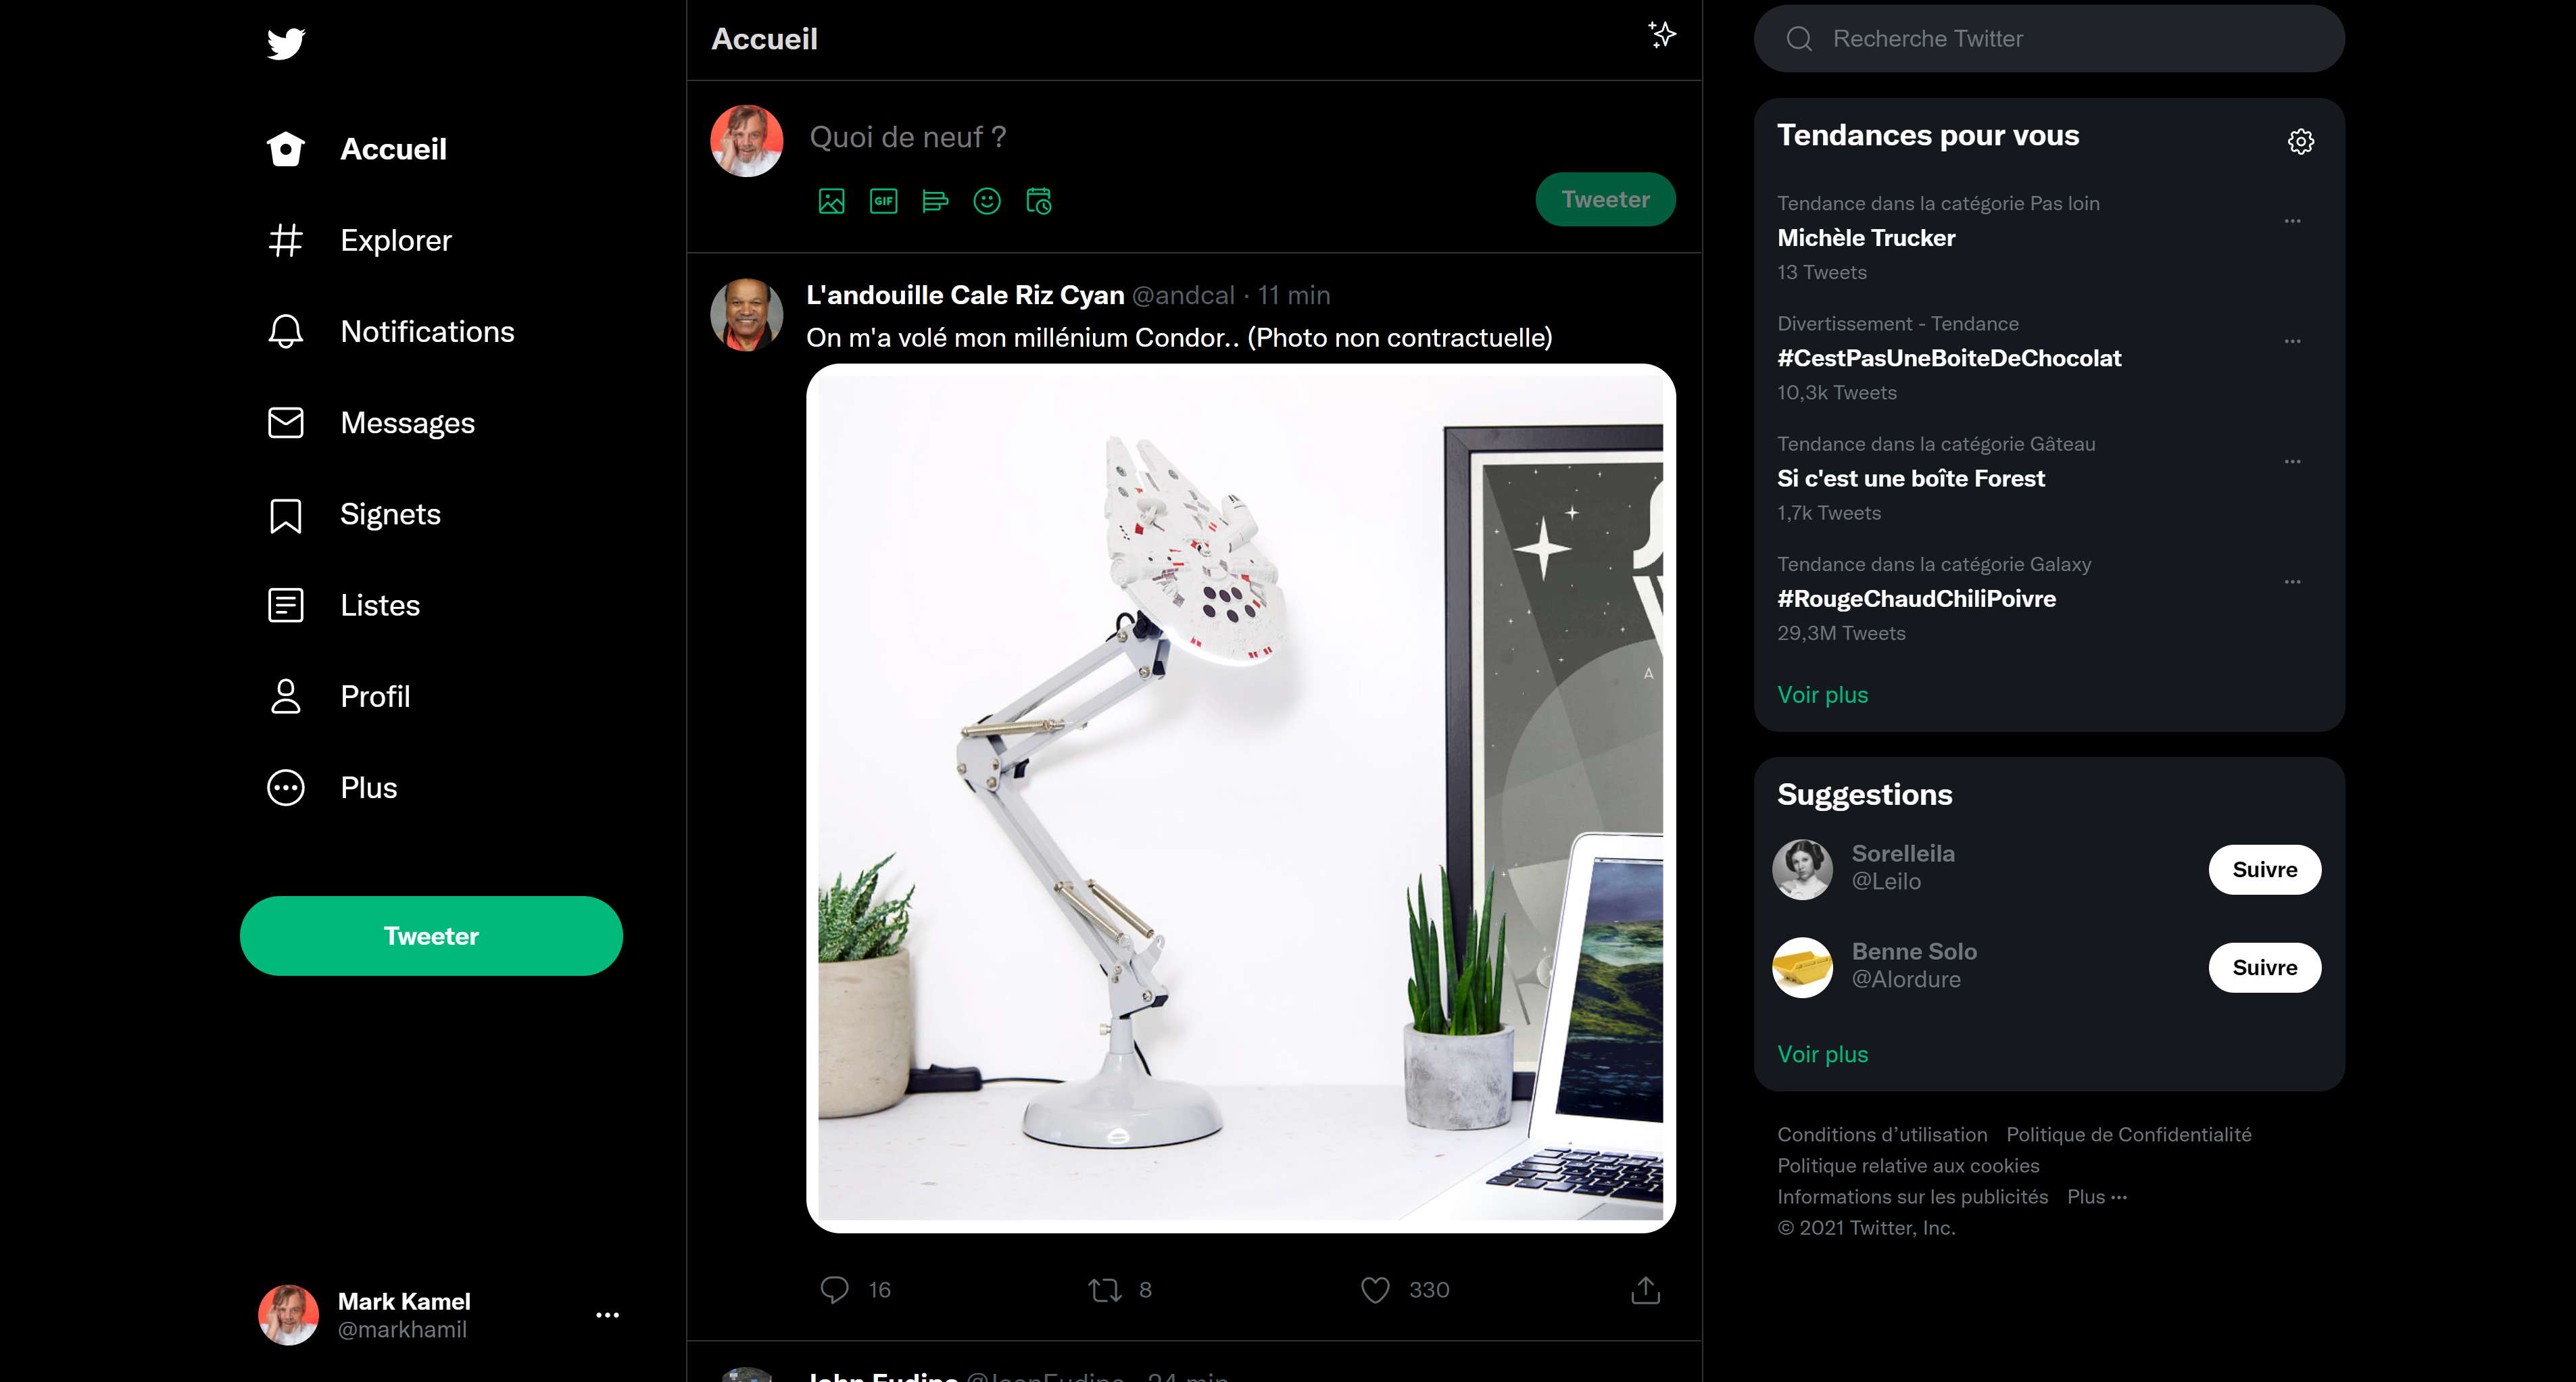 Accueil
Explorer
Notifications
Messages
Signets
Listes
Profil
Plus
Tweeter
Mark Kamel
@markhamil
Accueil
Quoi de neuf ?
GIF
Tweeter
L'andouille Cale Riz Cyan @andcal · 11 min
On m'a volé mon millénium Condor.. (Photo non contractuelle)
A
16
8
330
24 min
Recherche Twitter
Tendances pour vous
Tendance dans la catégorie Pas loin
Michèle Trucker
13 Tweets
Divertissement - Tendance
#CestPasUneBoiteDeChocolat
10,3k Tweets
Tendance dans la catégorie Gâteau
Si c'est une boîte Forest
1,7k Tweets
Tendance dans la catégorie Galaxy
#RougeChaudChiliPoivre
29,3M Tweets
Voir plus
Suggestions
Sorelleila
@Leilo
Suivre
Benne Solo
@Alordure
Suivre
Voir plus
Conditions d’utilisation Politique de Confidentialité
Politique relative aux cookies
Informations sur les publicités Plus ···
© 2021 Twitter, Inc.